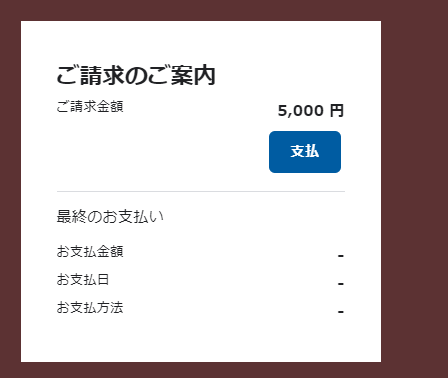 ご請求のご案内
ご請求金額
5,000 円
支払
最終のお支払い
お支払金額 -
お支払日 -
お支払方法 -